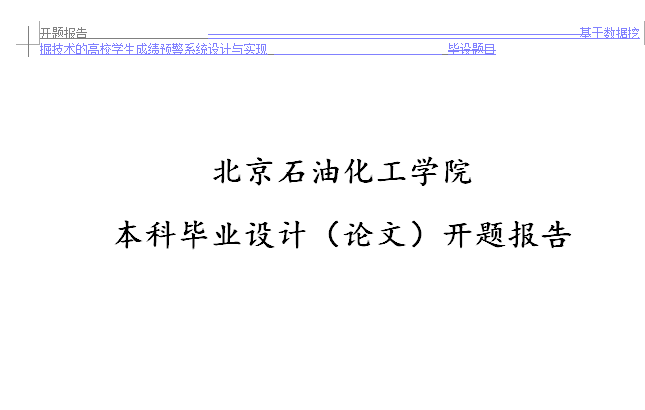 开题报告 基于数据挖
掘技术的高校学生成绩预警系统设计与实现 毕设题目
北京石油化工学院
本科毕业设计（论文）开题报告